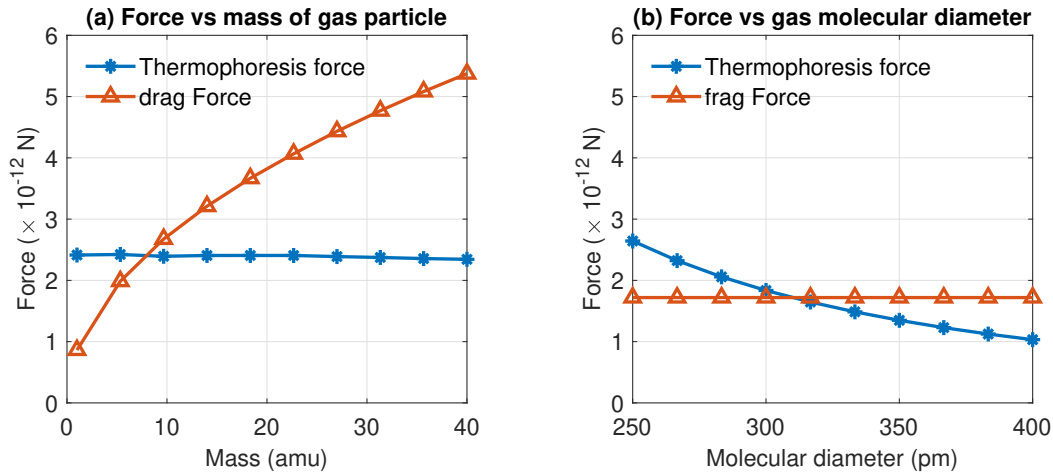 (a) Force vs mass of gas particle
6
5
4
3
2
1
0
Force ( × 10⁻¹² N)
Thermophoresis force
drag Force
0 10 20 30 40
Mass (amu)
(b) Force vs gas molecular diameter
6
5
4
3
2
1
0
Force ( × 10⁻¹² N)
Thermophoresis force
frag Force
250 300 350 400
Molecular diameter (pm)